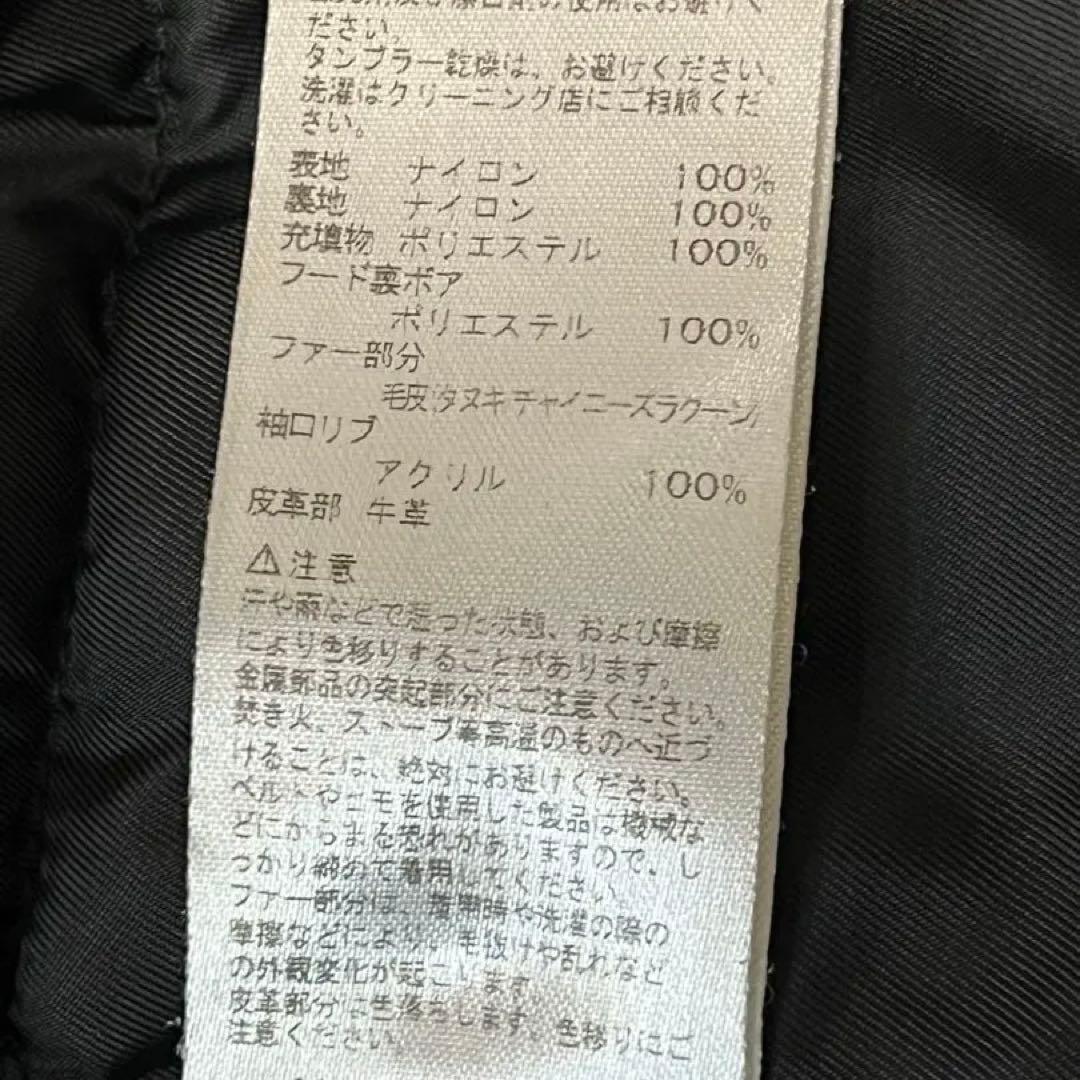 ださい。
タンブラー乾燥は、お避けください。
洗濯はクリーニング店にご相談くだ
さい。
表地 ナイロン 100%
裏地 ナイロン 100%
充填物 ポリエステル 100%
フード裏ボア
ポリエステル 100%
ファー部分
毛皮(タヌキチャイニーズラクーン)
袖口リブ
アクリル 100%
皮革部 牛革
⚠注意
汗や雨などで湿った状態、および摩擦
により色移りすることがあります。
金属部品の突起部分にご注意ください。
焚き火、ストーブ等高温のものへ近づ
けることは、絶対にお避けください。
ベルトやヒモを使用した製品は機械な
どにからまる恐れがありますので、し
っかり締めて着用してください。
ファー部分は、着用時や洗濯の際の
摩擦などにより、毛抜けや乱れなど
の外観変化が起こいます
皮革部分は色落ちします。色移りにご
注意ください。